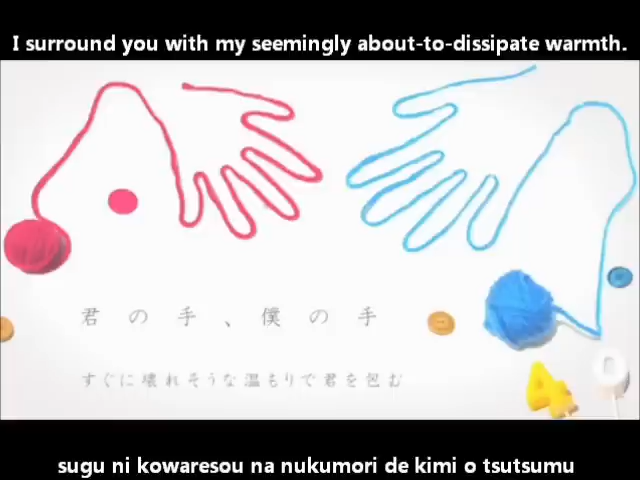 I surround you with my seemingly about-to-dissipate warmth.
君の手、僕の手
すぐに壊れそうな温もりで君を包む
sugu ni kowaresou na nukumori de kimi o tsutsumu